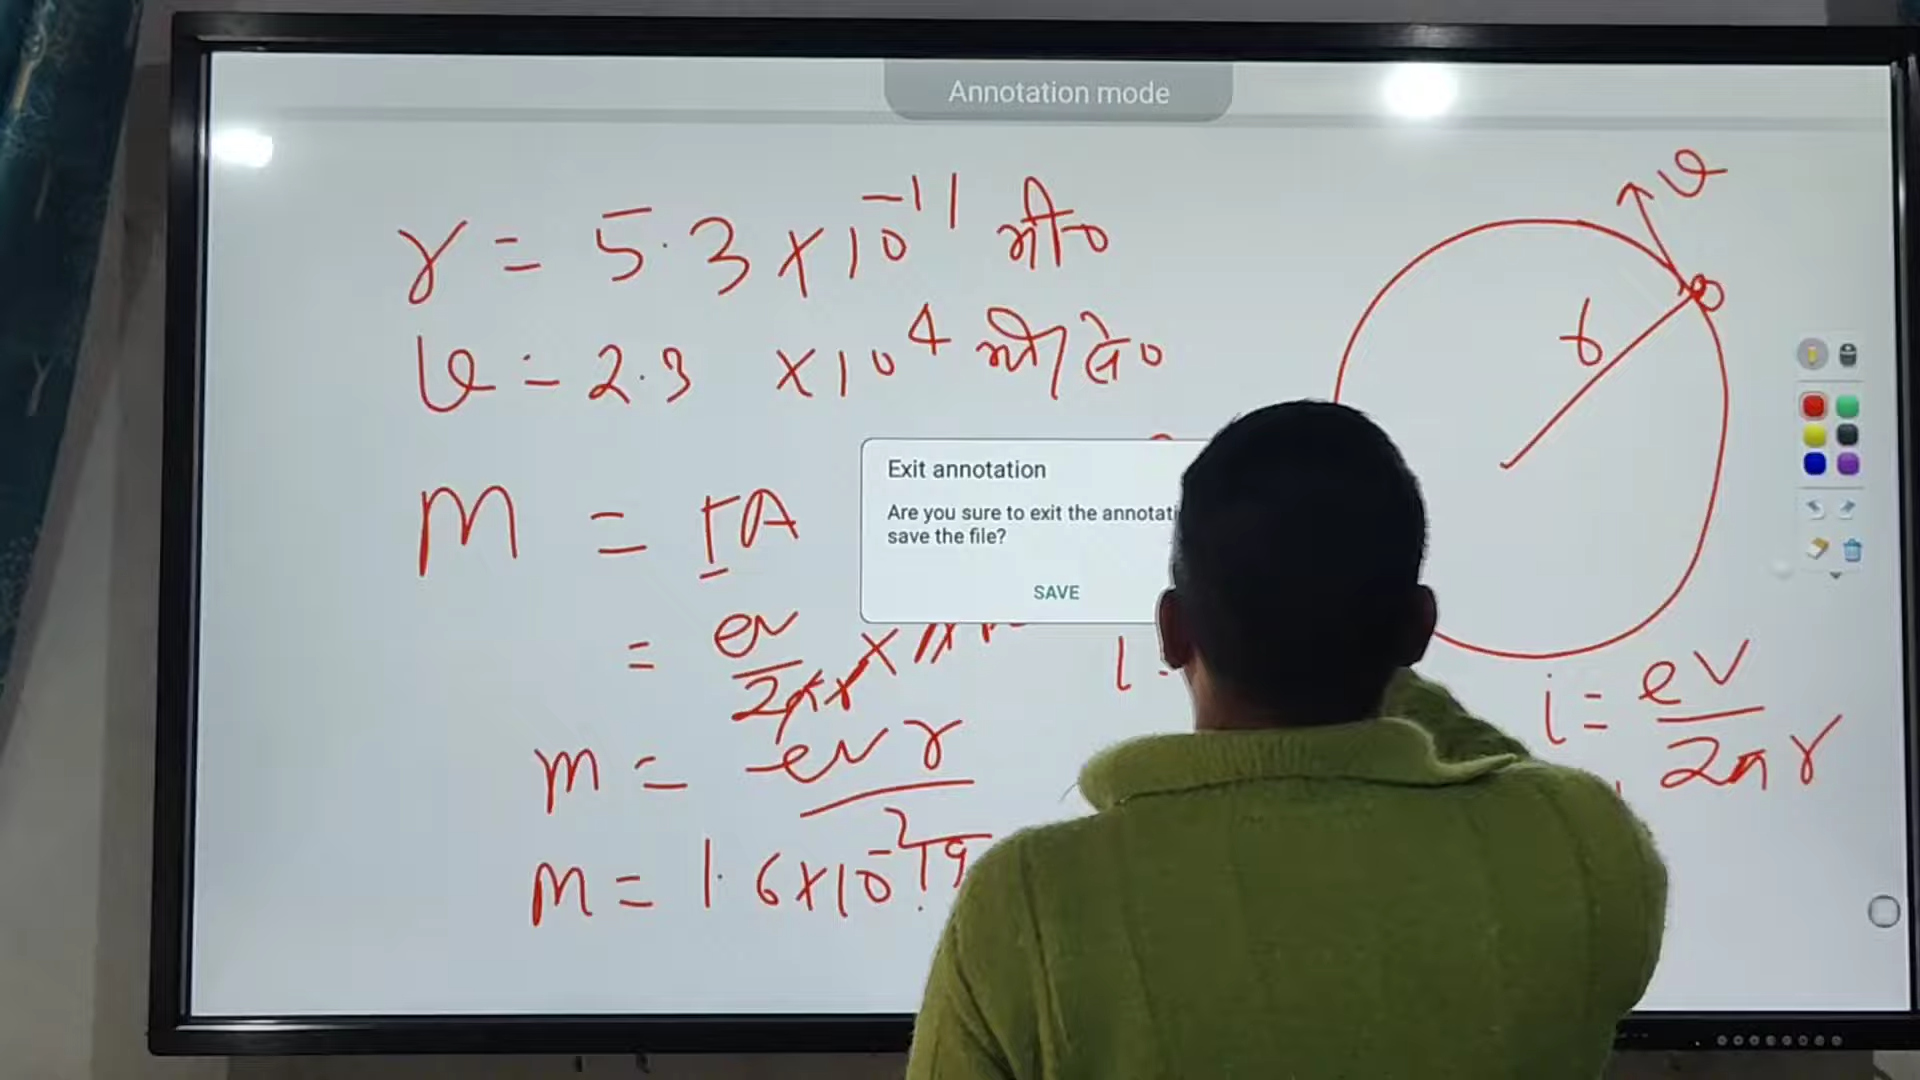 Annotation mode
r = 5.3 × 10⁻¹¹ मी०
v = 2.3 × 10⁴ मी/से०
M = IA
= ev/2πr ×
m = evr/2
m = 1.6×10⁻¹⁹
Exit annotation
Are you sure to exit the
save the file?
SAVE
v
r
i = ev/2πr